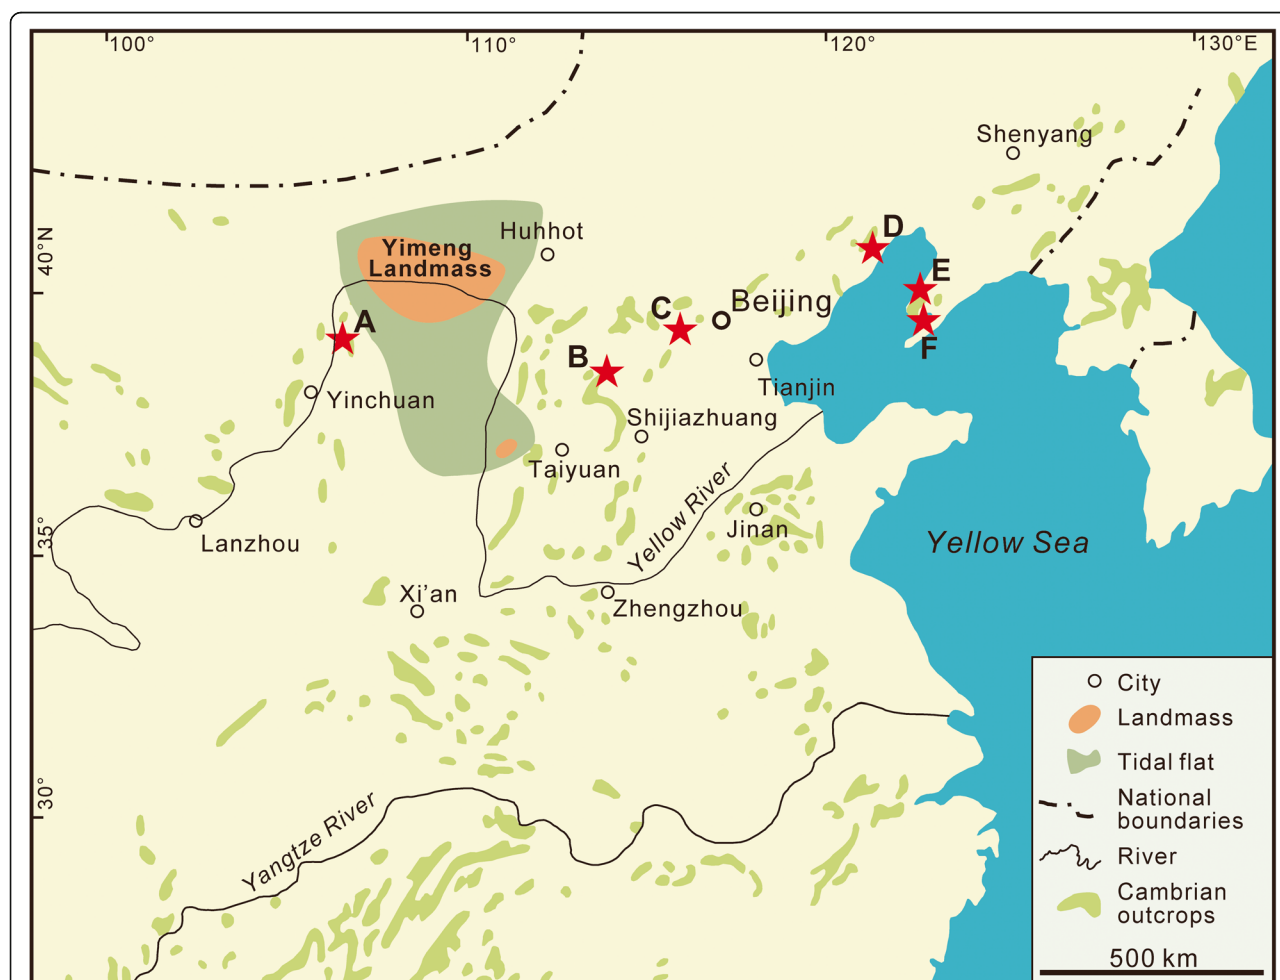 100°
110°
120°
130°E
Shenyang
40°N
Huhhot
D
Yimeng
Landmass
E
Beijing
C
A
F
B
Tianjin
Yinchuan
Shijiazhuang
Taiyuan
Yellow River
Jinan
35°
Lanzhou
Yellow Sea
Xi’an
Zhengzhou
30°
Yangtze River
City
Landmass
Tidal flat
National
boundaries
River
Cambrian
outcrops
500 km